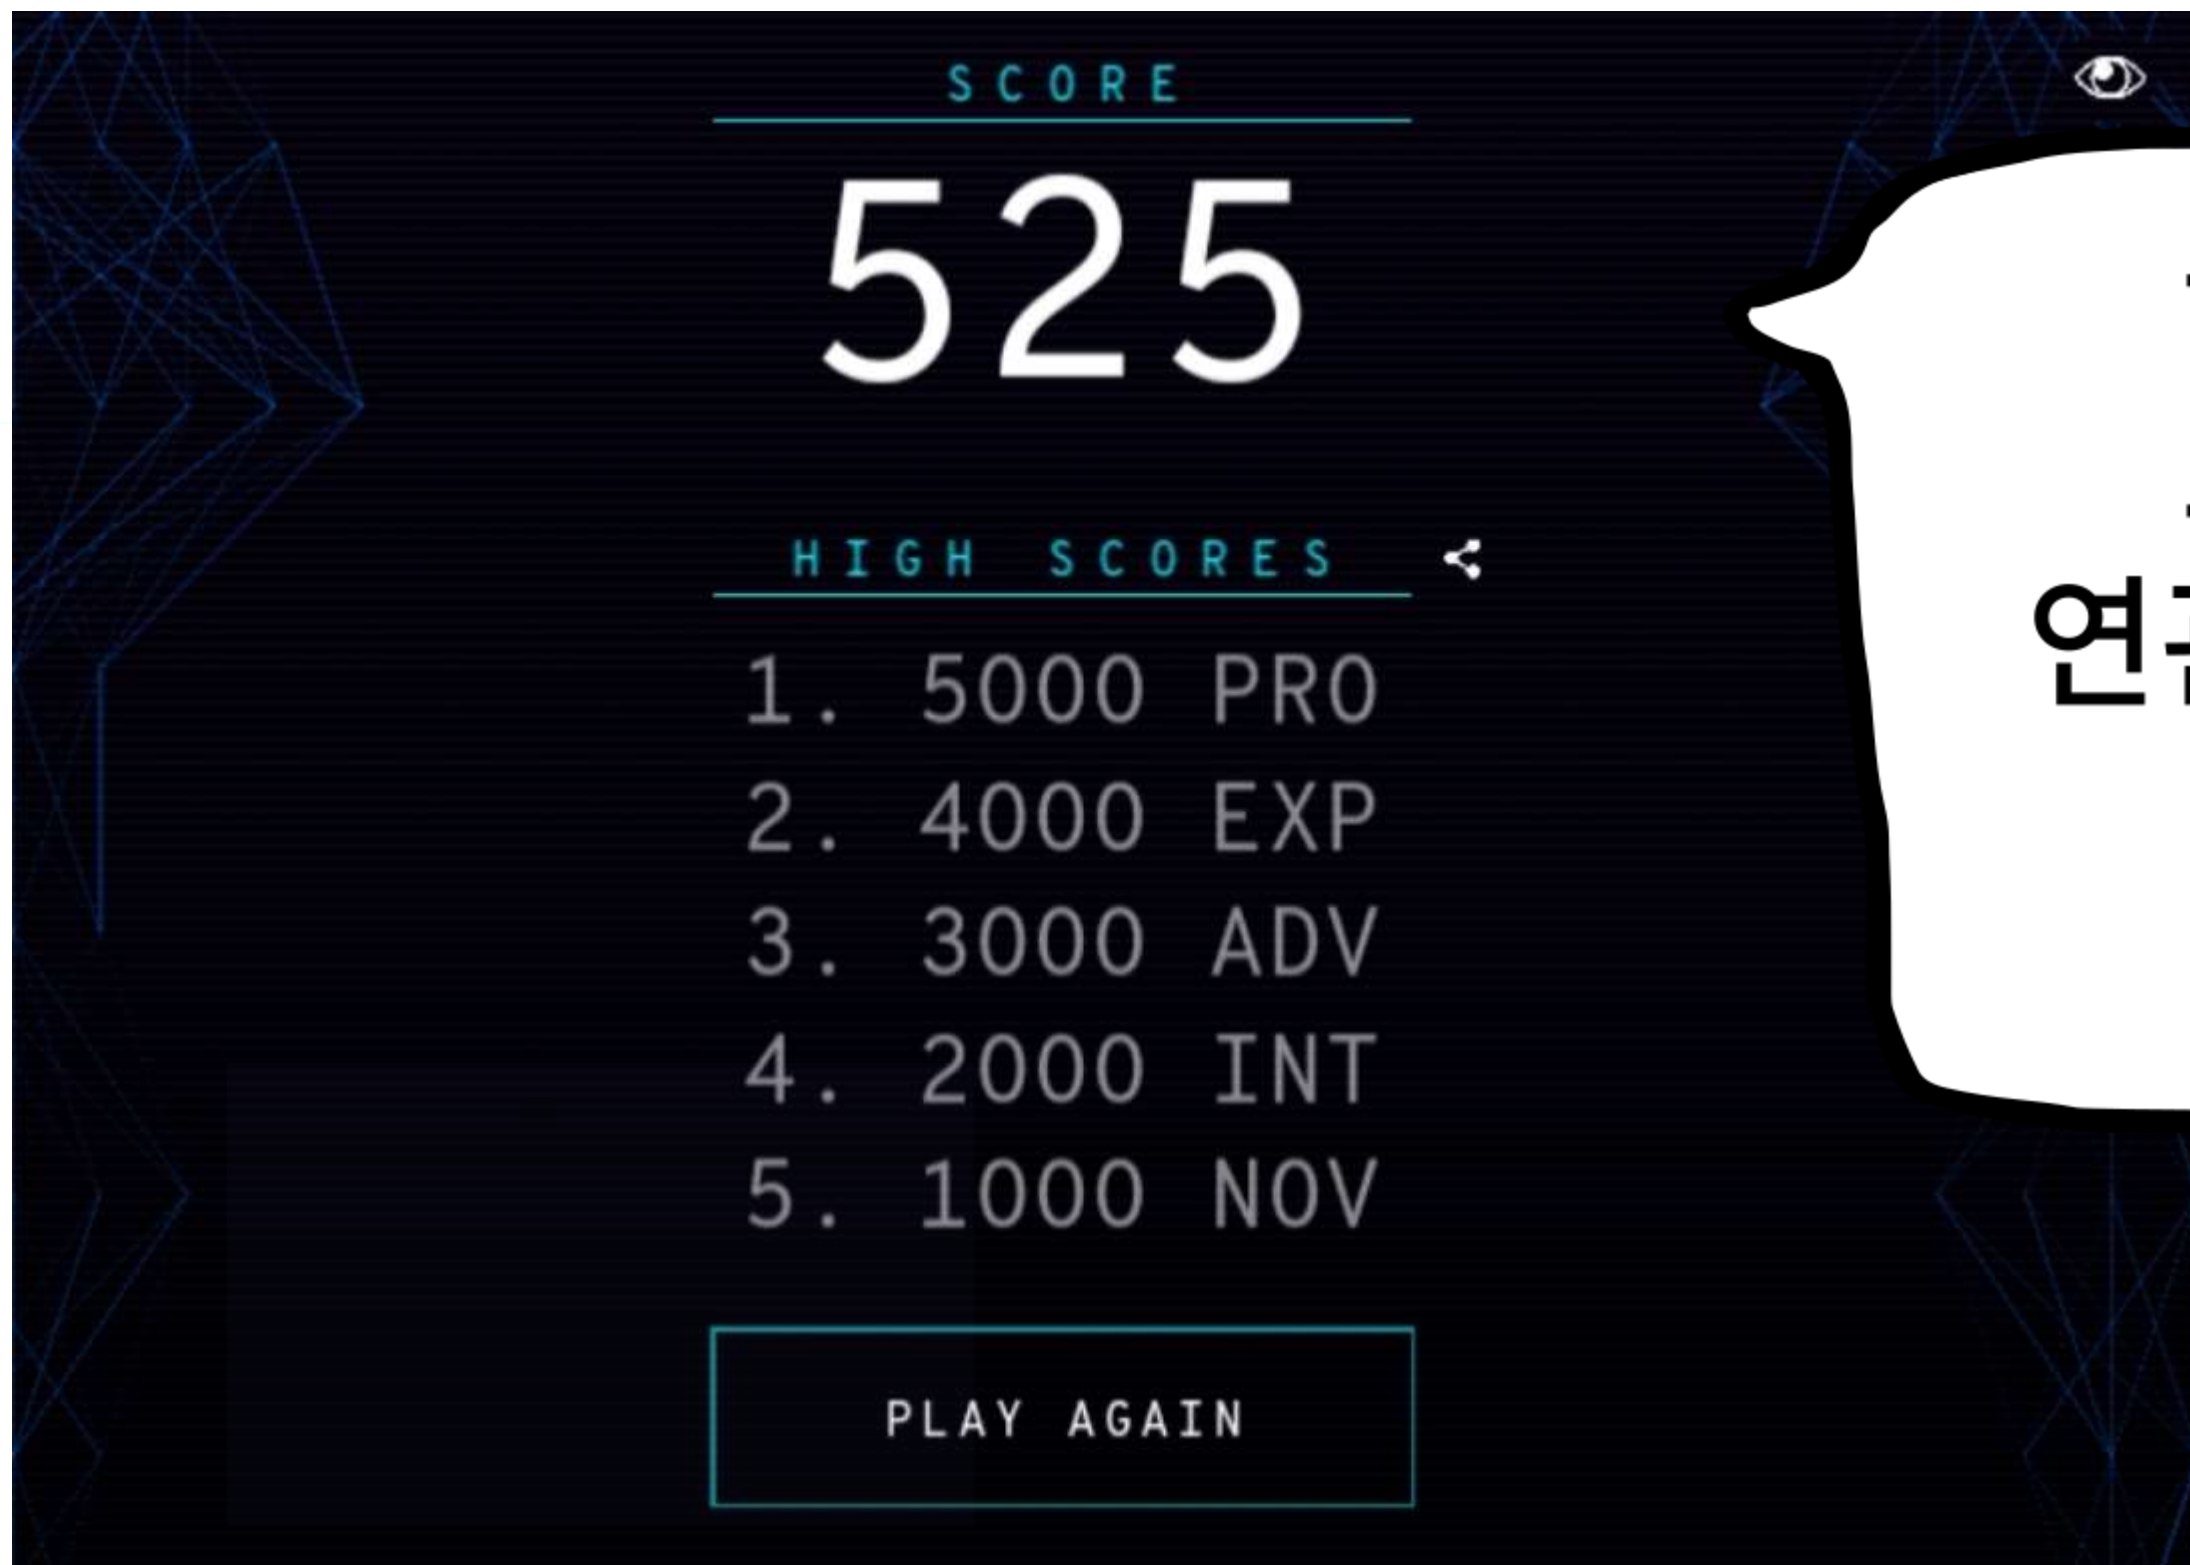 SCORE
525
HIGH SCORES
1. 5000 PRO
2. 4000 EXP
3. 3000 ADV
4. 2000 INT
5. 1000 NOV
PLAY AGAIN